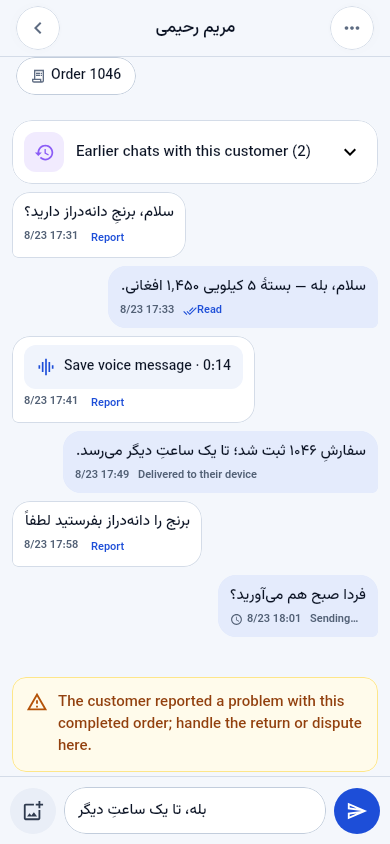 مریم رحیمی
Order 1046
Earlier chats with this customer (2)
سلام، برنجِ دانه‌دراز دارید؟
8/23 17:31 Report
سلام، بله — بستهٔ ۵ کیلویی ۱,۴۵۰ افغانی.
8/23 17:33 Read
Save voice message · 0:14
8/23 17:41 Report
سفارشِ ۱۰۴۶ ثبت شد؛ تا یک ساعتِ دیگر می‌رسد.
8/23 17:49 Delivered to their device
برنج را دانه‌دراز بفرستید لطفاً
8/23 17:58 Report
فردا صبح هم می‌آورید؟
8/23 18:01 Sending…
The customer reported a problem with this
completed order; handle the return or dispute
here.
بله، تا یک ساعتِ دیگر